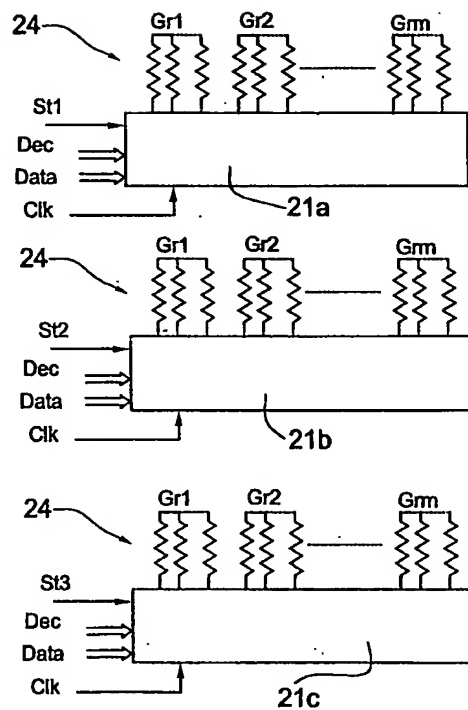 24 Gr1 Gr2 Grm
St1
Dec
Data
Clk 21a
24 Gr1 Gr2 Grm
St2
Dec
Data
Clk 21b
24 Gr1 Gr2 Grm
St3
Dec
Data
Clk 21c